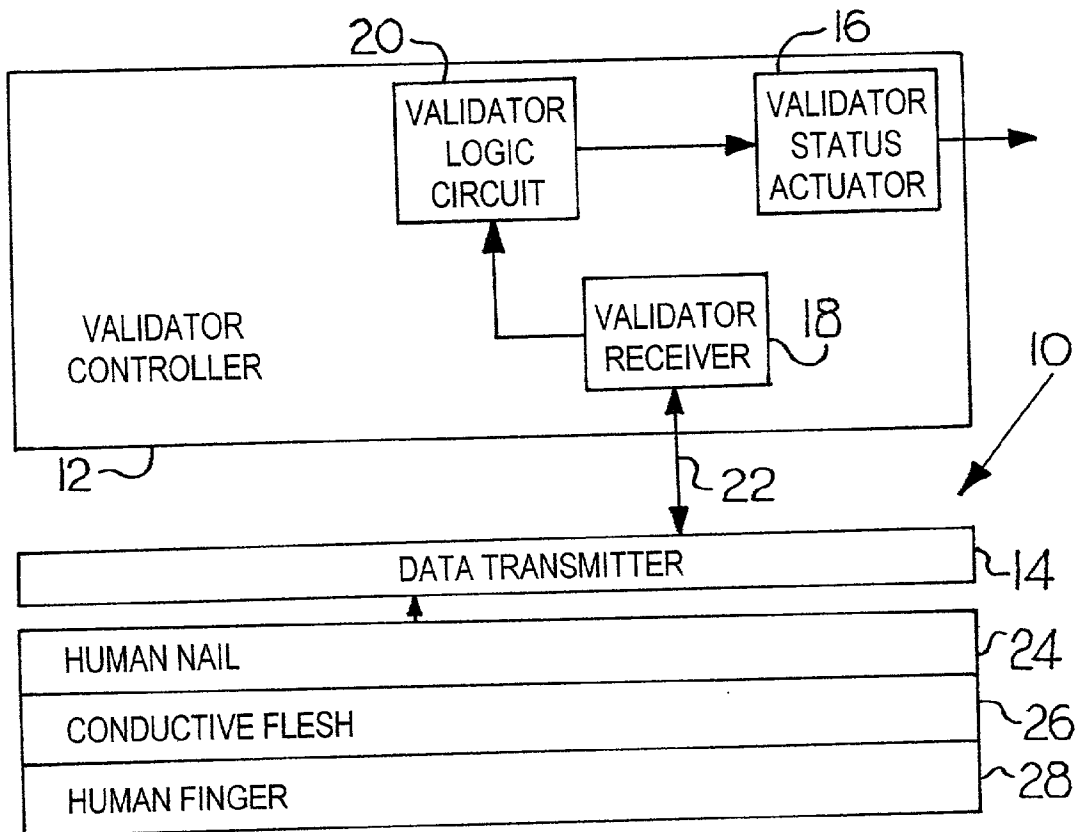 20
16
VALIDATOR
LOGIC
CIRCUIT
VALIDATOR
STATUS
ACTUATOR
VALIDATOR
CONTROLLER
VALIDATOR
RECEIVER
18
10
12
22
DATA TRANSMITTER
14
HUMAN NAIL
24
CONDUCTIVE FLESH
26
HUMAN FINGER
28